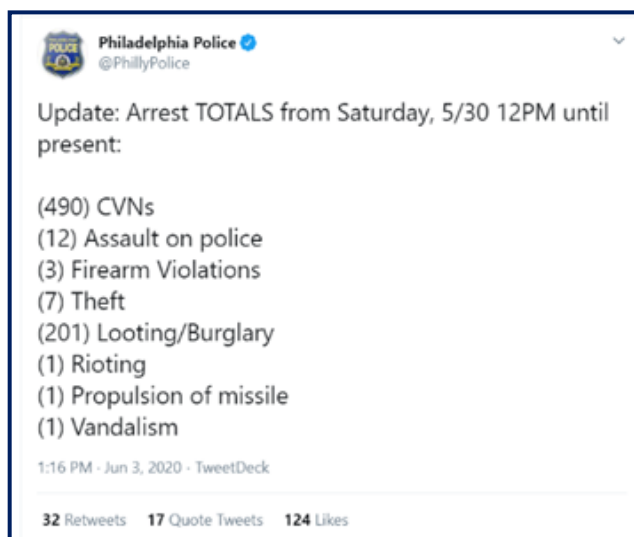 POLICE
Philadelphia Police
@PhillyPolice
Update: Arrest TOTALS from Saturday, 5/30 12PM until
present:
(490) CVNs
(12) Assault on police
(3) Firearm Violations
(7) Theft
(201) Looting/Burglary
(1) Rioting
(1) Propulsion of missile
(1) Vandalism
1:16 PM · Jun 3, 2020 · TweetDeck
32 Retweets 17 Quote Tweets 124 Likes